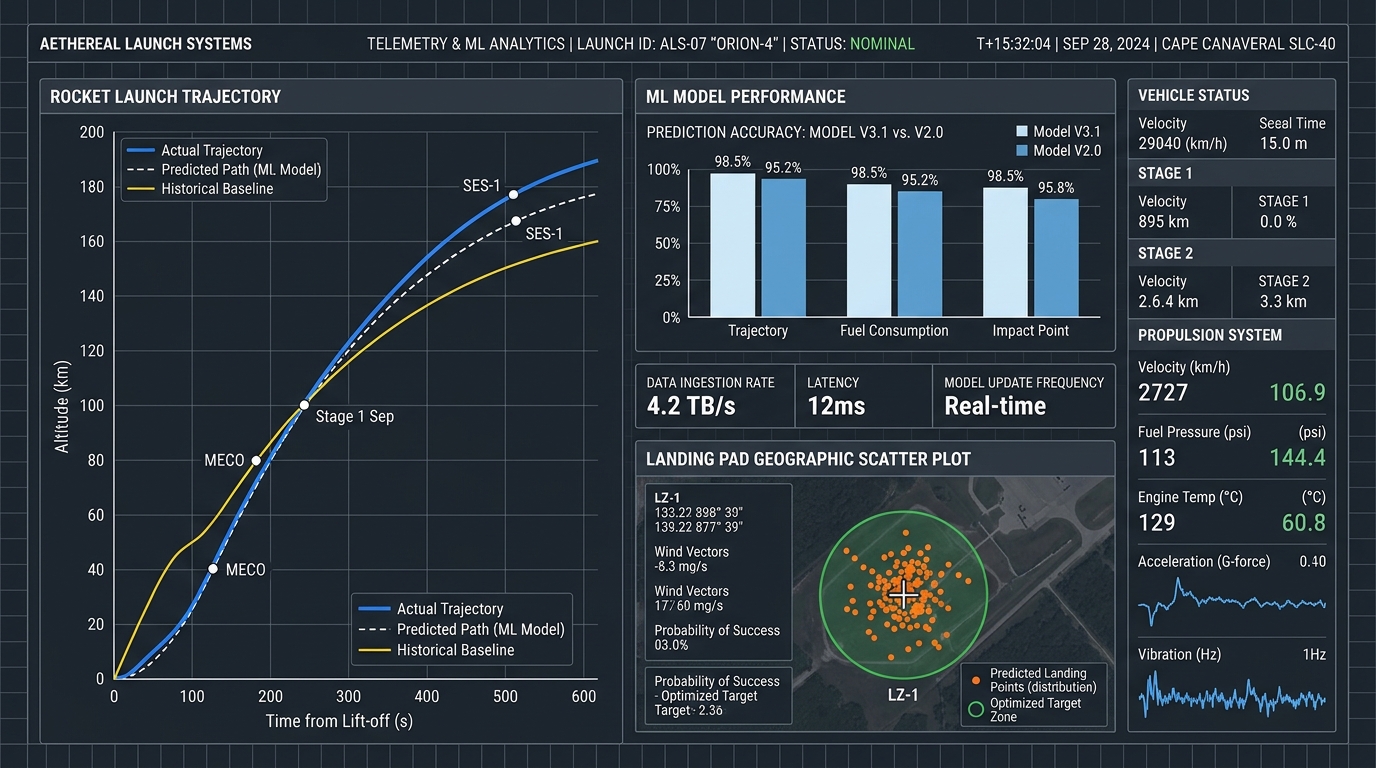 AETHEREAL LAUNCH SYSTEMS
TELEMETRY & ML ANALYTICS | LAUNCH ID: ALS-07 "ORION-4" | STATUS: NOMINAL
T+15:32:04 | SEP 28, 2024 | CAPE CANAVERAL SLC-40
ROCKET LAUNCH TRAJECTORY
Altitude (km)
200
180
160
140
120
100
80
60
40
20
0
Actual Trajectory
Predicted Path (ML Model)
Historical Baseline
SES-1
SES-1
Stage 1 Sep
MECO
MECO
Actual Trajectory
Predicted Path (ML Model)
Historical Baseline
0 100 200 300 400 500 600
Time from Lift-off (s)
ML MODEL PERFORMANCE
PREDICTION ACCURACY: MODEL V3.1 vs. V2.0
Model V3.1
Model V2.0
100%
75%
50%
25%
0%
98.5% 95.2% 98.5% 95.2% 98.5% 95.8%
Trajectory Fuel Consumption Impact Point
DATA INGESTION RATE
4.2 TB/s
LATENCY
12ms
MODEL UPDATE FREQUENCY
Real-time
LANDING PAD GEOGRAPHIC SCATTER PLOT
LZ-1
133.22 898° 39"
139.22 877° 39"
Wind Vectors
-8.3 mg/s
Wind Vectors
17/60 mg/s
Probability of Success
03.0%
Probability of Success
- Optimized Target
Target · 2.36
LZ-1
Predicted Landing
Points (distribution)
Optimized Target
Zone
VEHICLE STATUS
Velocity Seeal Time
29040 (km/h) 15.0 m
STAGE 1
Velocity STAGE 1
895 km 0.0 %
STAGE 2
Velocity STAGE 2
2.6.4 km 3.3 km
PROPULSION SYSTEM
Velocity (km/h)
2727 106.9
Fuel Pressure (psi) (psi)
113 144.4
Engine Temp (°C) (°C)
129 60.8
Acceleration (G-force) 0.40
Vibration (Hz) 1Hz